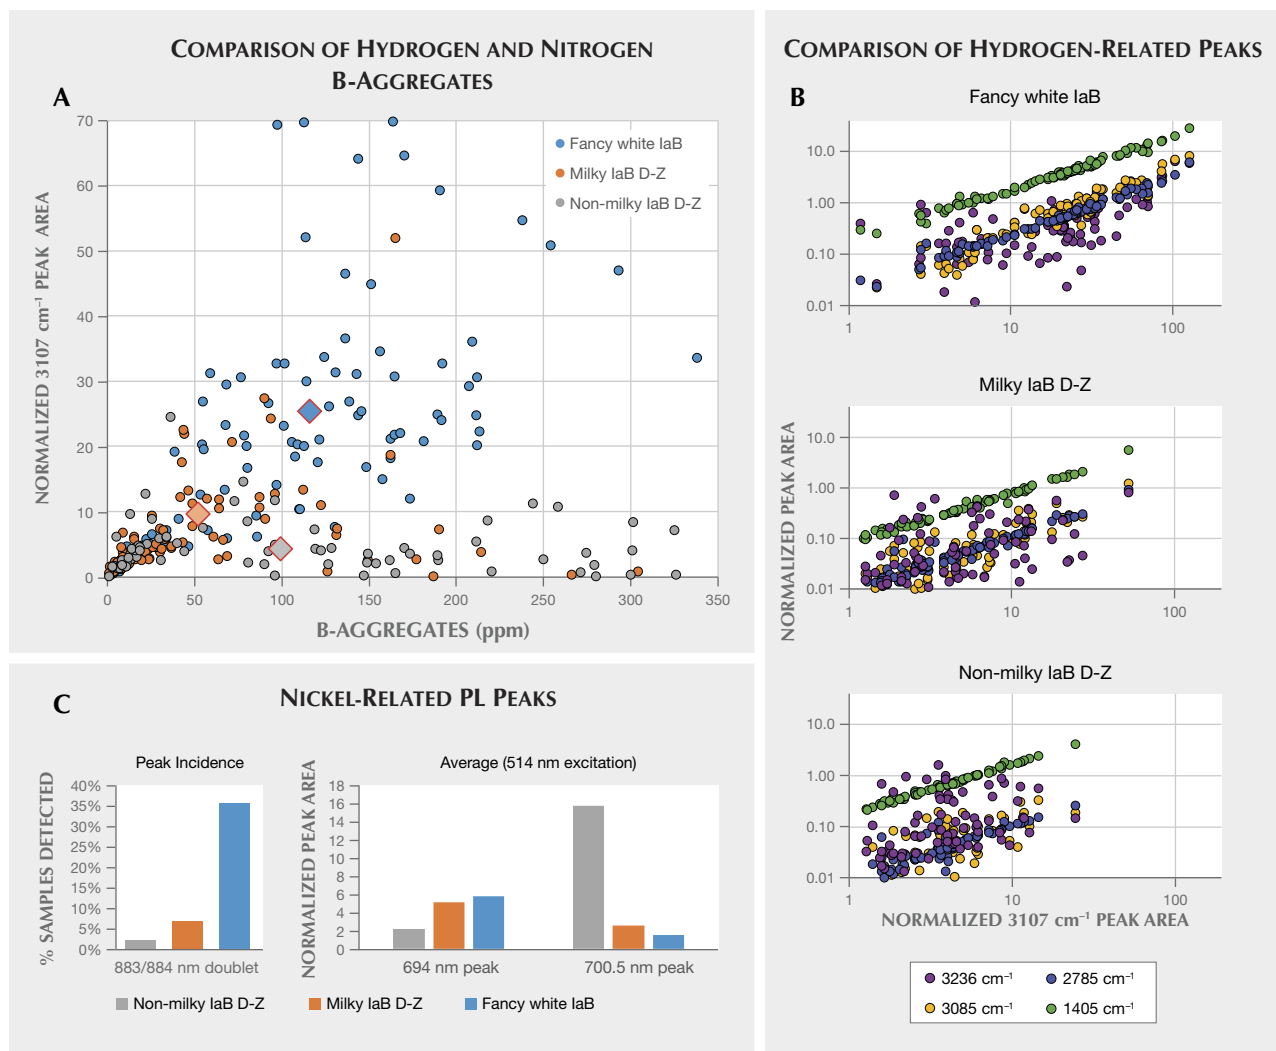 COMPARISON OF HYDROGEN AND NITROGEN
B-AGGREGATES
A
NORMALIZED 3107 cm⁻¹ PEAK AREA
70
60
50
40
30
20
10
0
Fancy white IaB
Milky IaB D-Z
Non-milky IaB D-Z
0 50 100 150 200 250 300 350
B-AGGREGATES (ppm)
COMPARISON OF HYDROGEN-RELATED PEAKS
B
NORMALIZED PEAK AREA
Fancy white IaB
10.0
1.00
0.10
0.01
1 10 100
Milky IaB D-Z
10.0
1.00
0.10
0.01
1 10 100
Non-milky IaB D-Z
10.0
1.00
0.10
0.01
1 10 100
NORMALIZED 3107 cm⁻¹ PEAK AREA
3236 cm⁻¹ 2785 cm⁻¹
3085 cm⁻¹ 1405 cm⁻¹
C
NICKEL-RELATED PL PEAKS
Peak Incidence
% SAMPLES DETECTED
40%
35%
30%
25%
20%
15%
10%
5%
0%
883/884 nm doublet
Average (514 nm excitation)
NORMALIZED PEAK AREA
18
16
14
12
10
8
6
4
2
0
694 nm peak 700.5 nm peak
Non-milky IaB D-Z Milky IaB D-Z Fancy white IaB